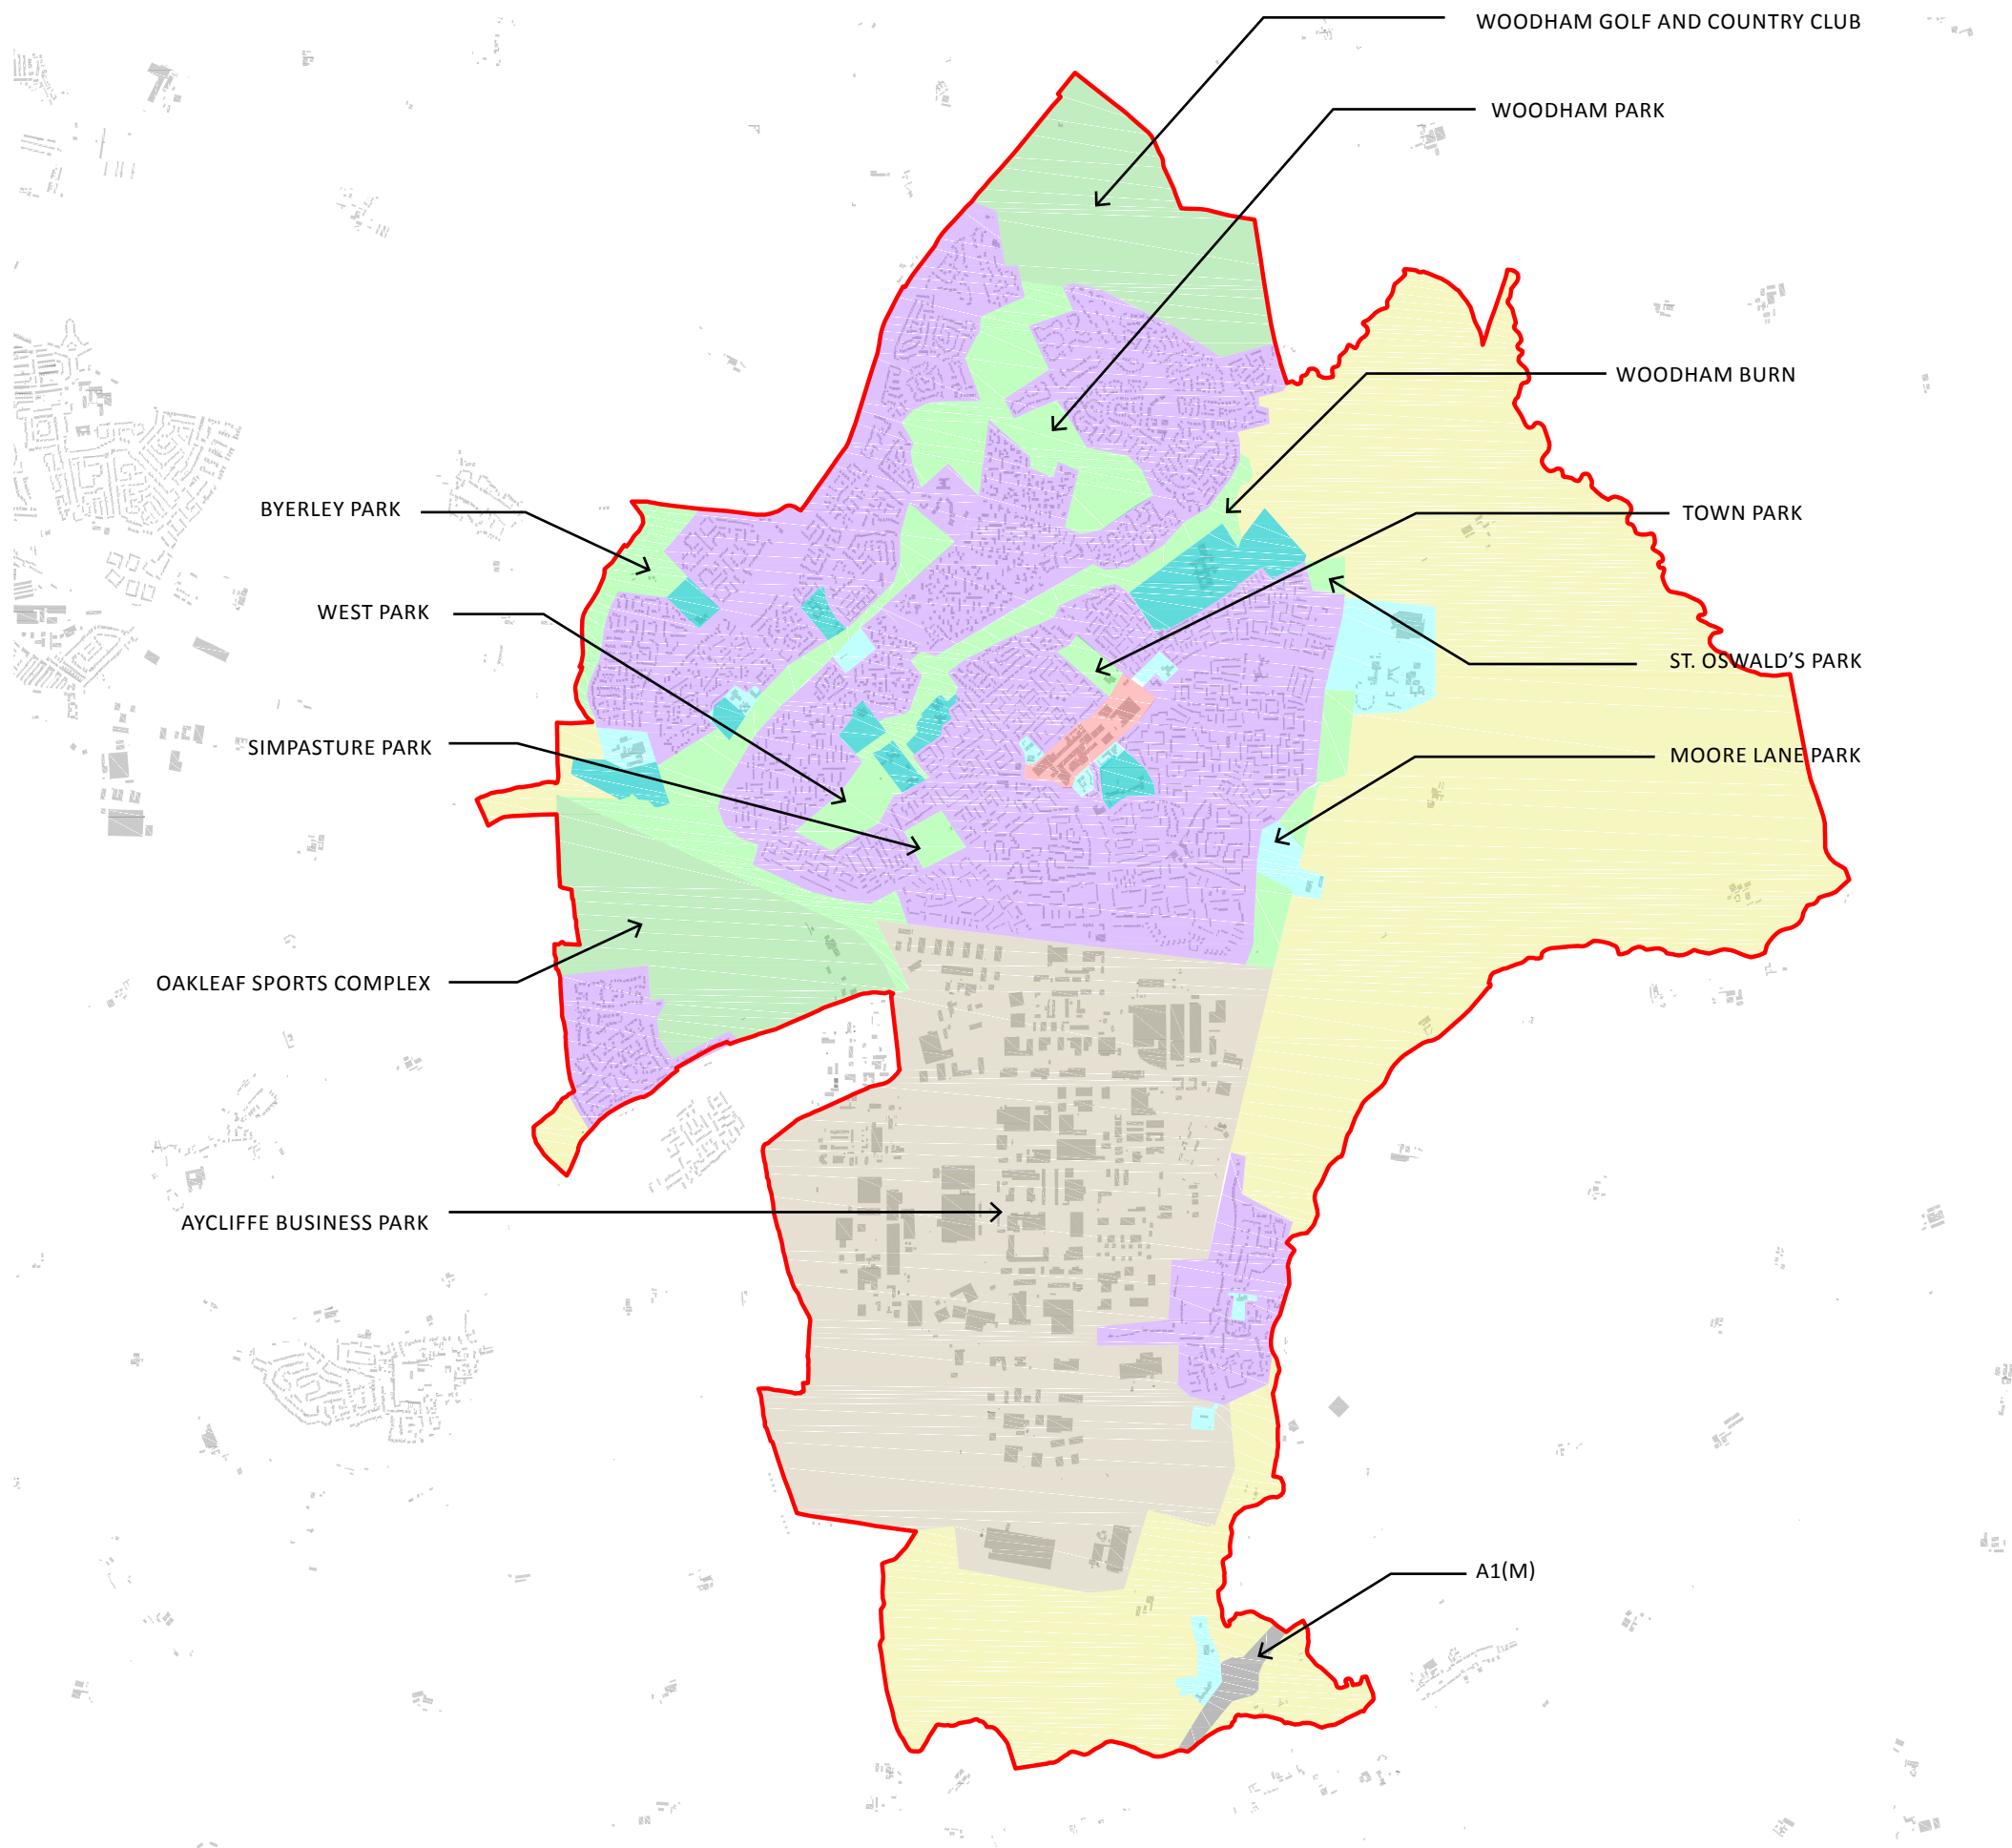 WOODHAM GOLF AND COUNTRY CLUB
WOODHAM PARK
WOODHAM BURN
BYERLEY PARK
TOWN PARK
WEST PARK
ST. OSWALD'S PARK
SIMPASTURE PARK
MOORE LANE PARK
OAKLEAF SPORTS COMPLEX
AYCLIFFE BUSINESS PARK
A1(M)